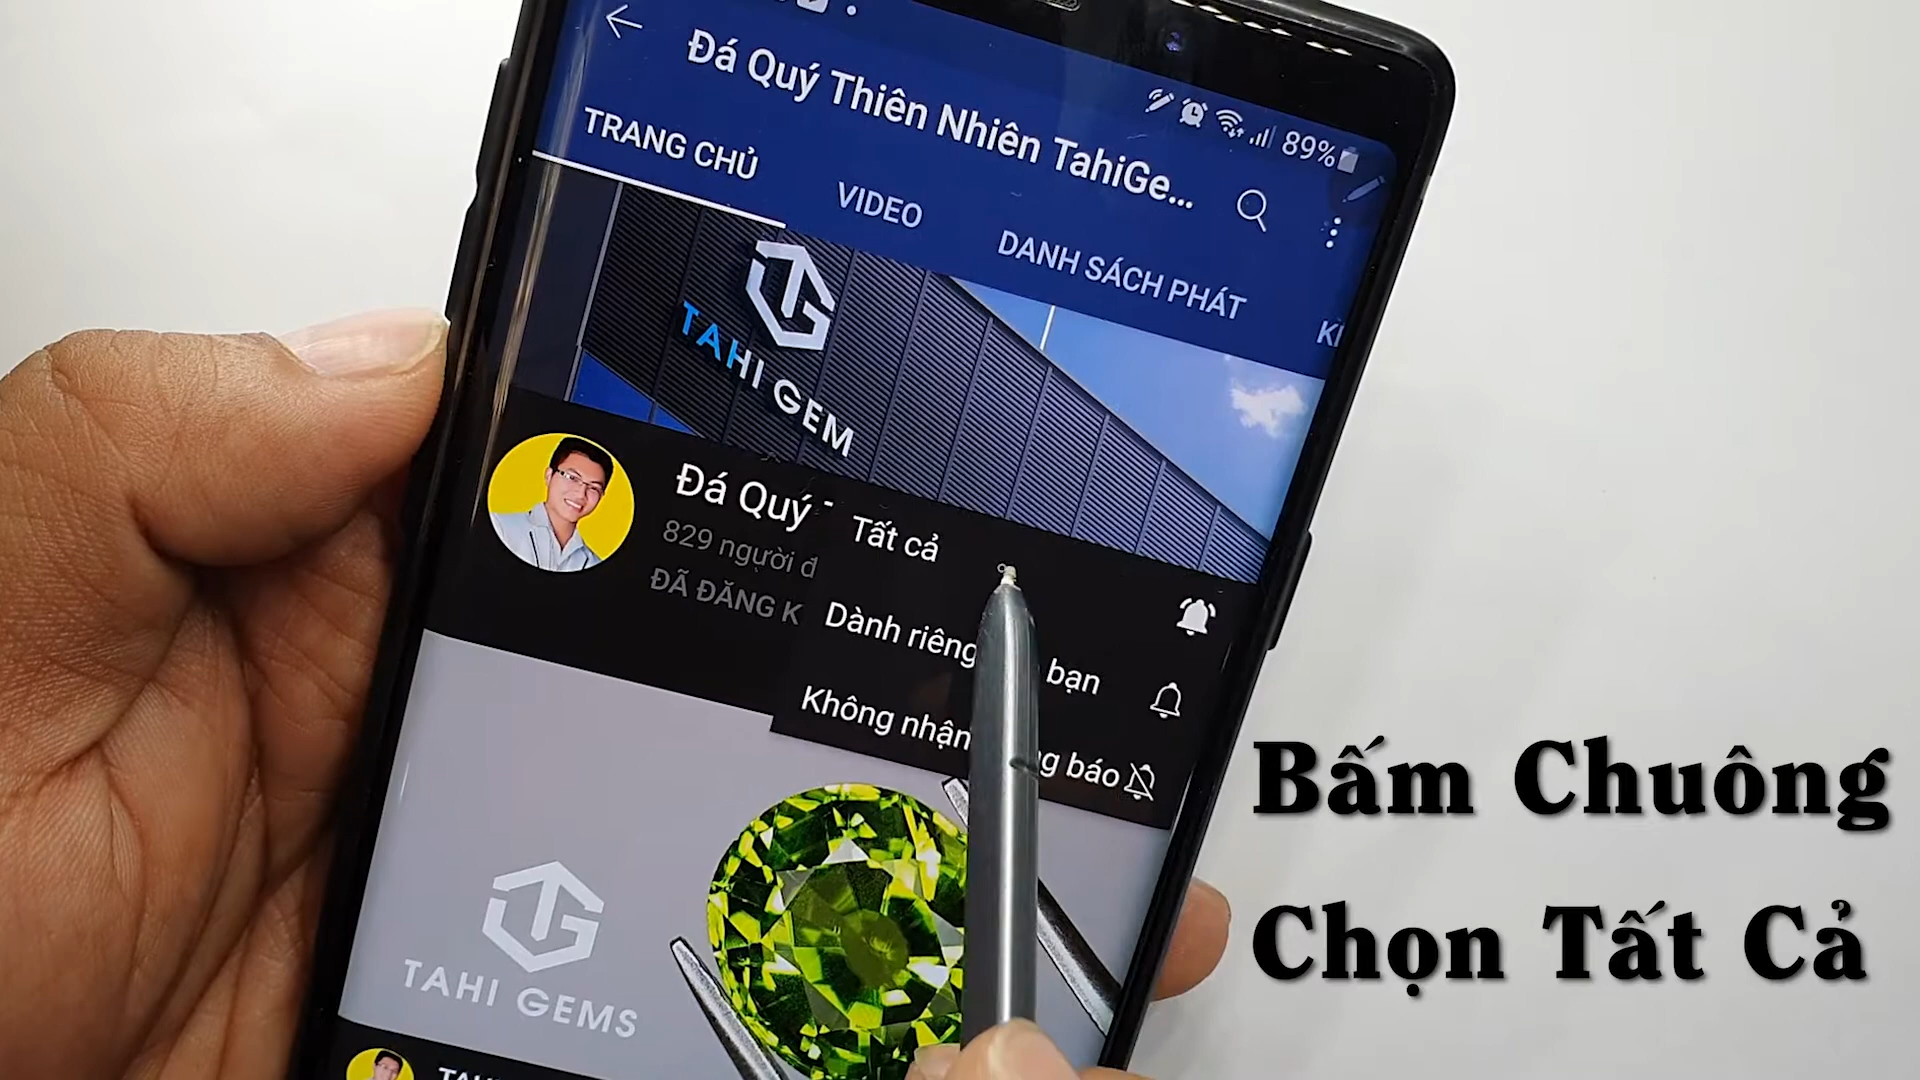 89%
Đá Quý Thiên Nhiên TahiGe...
TRANG CHỦ
VIDEO
DANH SÁCH PHÁT
TAHI GEM
Đá Quý
829 người đ
ĐÃ ĐĂNG K
Tất cả
Dành riêng bạn
Không nhận g báo
TAHI GEMS
Bấm Chuông
Chọn Tất Cả